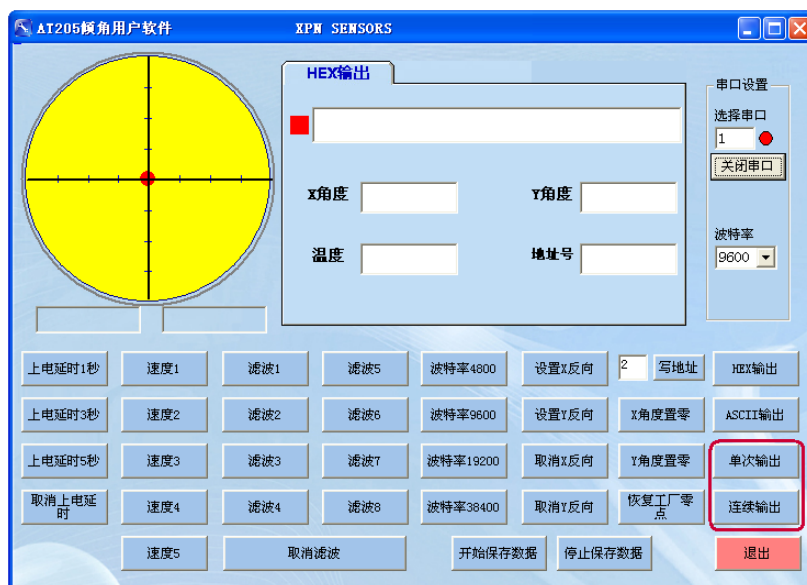 AT205倾角用户软件 XPN SENSORS
HEX输出
串口设置
选择串口
1
关闭串口
X角度 Y角度
温度 地址号
波特率
9600
上电延时1秒 速度1 滤波1 滤波5 波特率4800 设置X反向 2 写地址 HEX输出
上电延时3秒 速度2 滤波2 滤波6 波特率9600 设置Y反向 X角度置零 ASCII输出
上电延时5秒 速度3 滤波3 滤波7 波特率19200 取消X反向 Y角度置零 单次输出
取消上电延时 速度4 滤波4 滤波8 波特率38400 取消Y反向 恢复工厂零点 连续输出
速度5 取消滤波 开始保存数据 停止保存数据 退出